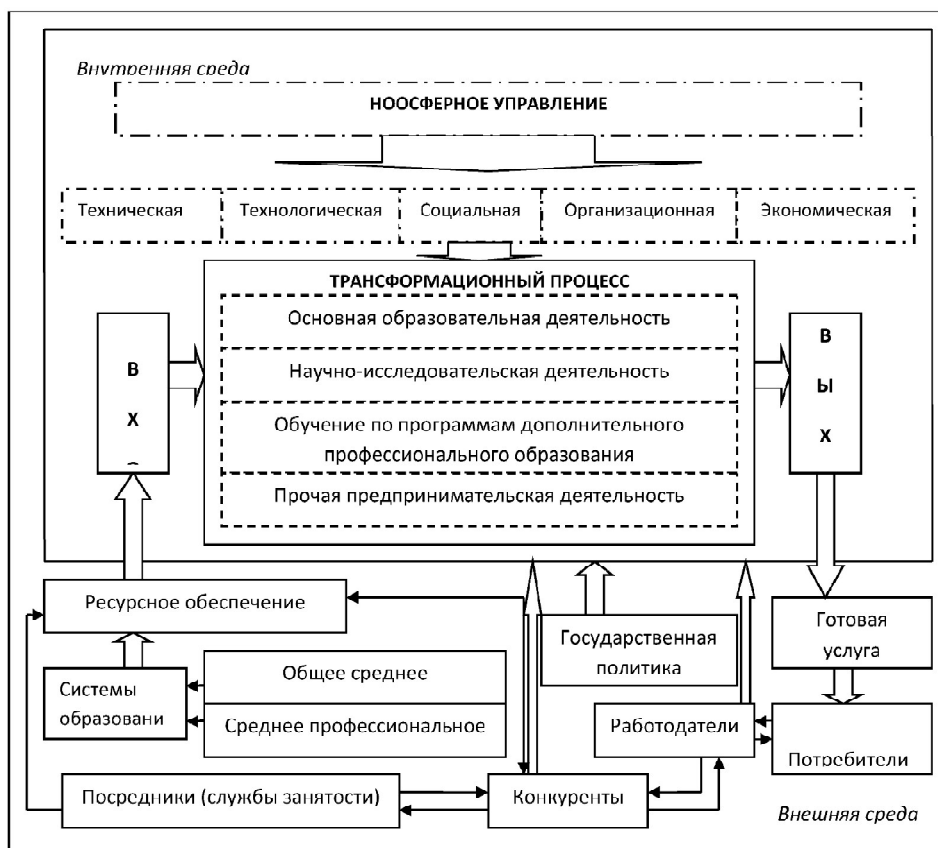 Внутренняя среда
НООСФЕРНОЕ УПРАВЛЕНИЕ
Техническая
Технологическая
Социальная
Организационная
Экономическая
ТРАНСФОРМАЦИОННЫЙ ПРОЦЕСС
Основная образовательная деятельность
Научно-исследовательская деятельность
Обучение по программам дополнительного
профессионального образования
Прочая предпринимательская деятельность
В
Х
В
Ы
Х
Ресурсное обеспечение
Государственная
политика
Готовая
услуга
Системы
образовани
Общее среднее
Среднее профессиональное
Работодатели
Потребители
Посредники (службы занятости)
Конкуренты
Внешняя среда